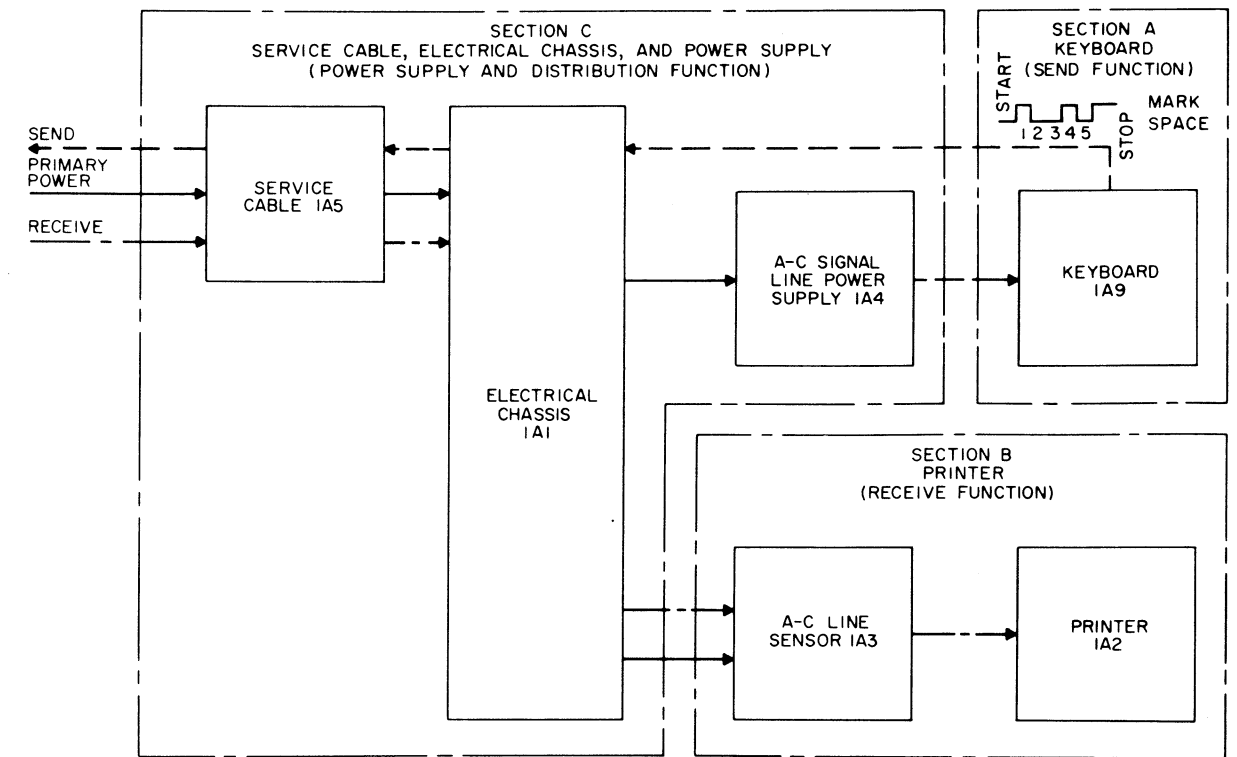 SECTION C
SERVICE CABLE, ELECTRICAL CHASSIS, AND POWER SUPPLY
(POWER SUPPLY AND DISTRIBUTION FUNCTION)
SECTION A
KEYBOARD
(SEND FUNCTION)
START
MARK
SPACE
1 2 3 4 5
STOP
SEND
PRIMARY
POWER
RECEIVE
SERVICE
CABLE 1A5
A-C SIGNAL
LINE POWER
SUPPLY 1A4
KEYBOARD
1A9
ELECTRICAL
CHASSIS
1A1
SECTION B
PRINTER
(RECEIVE FUNCTION)
A-C LINE
SENSOR 1A3
PRINTER
1A2